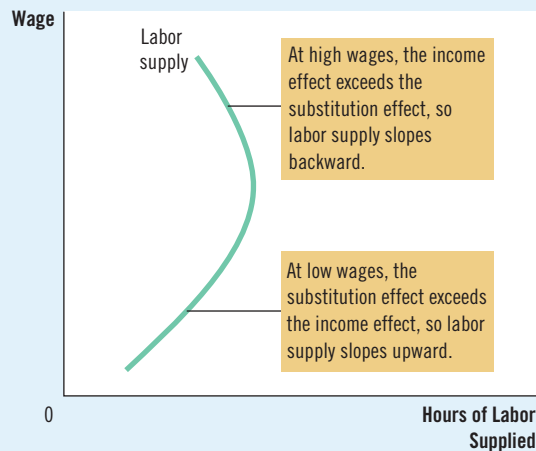 Wage
Labor
supply
At high wages, the income
effect exceeds the
substitution effect, so
labor supply slopes
backward.
At low wages, the
substitution effect exceeds
the income effect, so labor
supply slopes upward.
0
Hours of Labor
Supplied